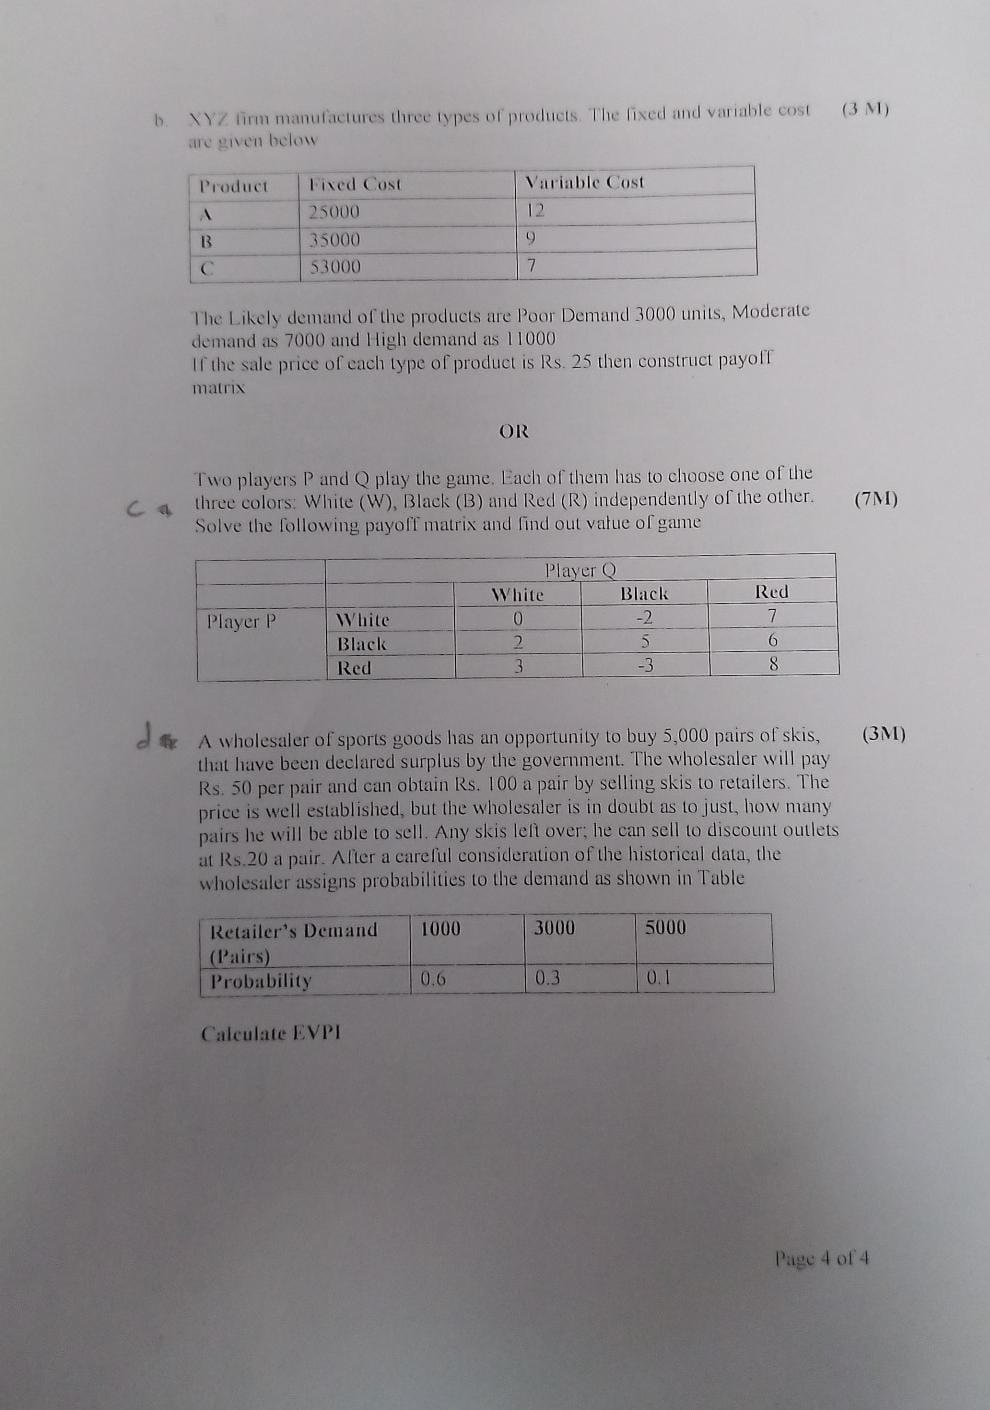 b. XYZ firm manufactures three types of products. The fixed and variable cost (3 M)
are given below
Product Fixed Cost Variable Cost
A 25000 12
B 35000 9
C 53000 7
The Likely demand of the products are Poor Demand 3000 units, Moderate
demand as 7000 and High demand as 11000
If the sale price of each type of product is Rs. 25 then construct payoff
matrix
OR
Two players P and Q play the game. Each of them has to choose one of the
c a three colors: White (W), Black (B) and Red (R) independently of the other. (7M)
Solve the following payoff matrix and find out value of game
Player Q
White Black Red
Player P White 0 -2 7
Black 2 5 6
Red 3 -3 8
d A wholesaler of sports goods has an opportunity to buy 5,000 pairs of skis, (3M)
that have been declared surplus by the government. The wholesaler will pay
Rs. 50 per pair and can obtain Rs. 100 a pair by selling skis to retailers. The
price is well established, but the wholesaler is in doubt as to just, how many
pairs he will be able to sell. Any skis left over; he can sell to discount outlets
at Rs.20 a pair. After a careful consideration of the historical data, the
wholesaler assigns probabilities to the demand as shown in Table
Retailer's Demand 1000 3000 5000
(Pairs)
Probability 0.6 0.3 0.1
Calculate EVPI
Page 4 of 4